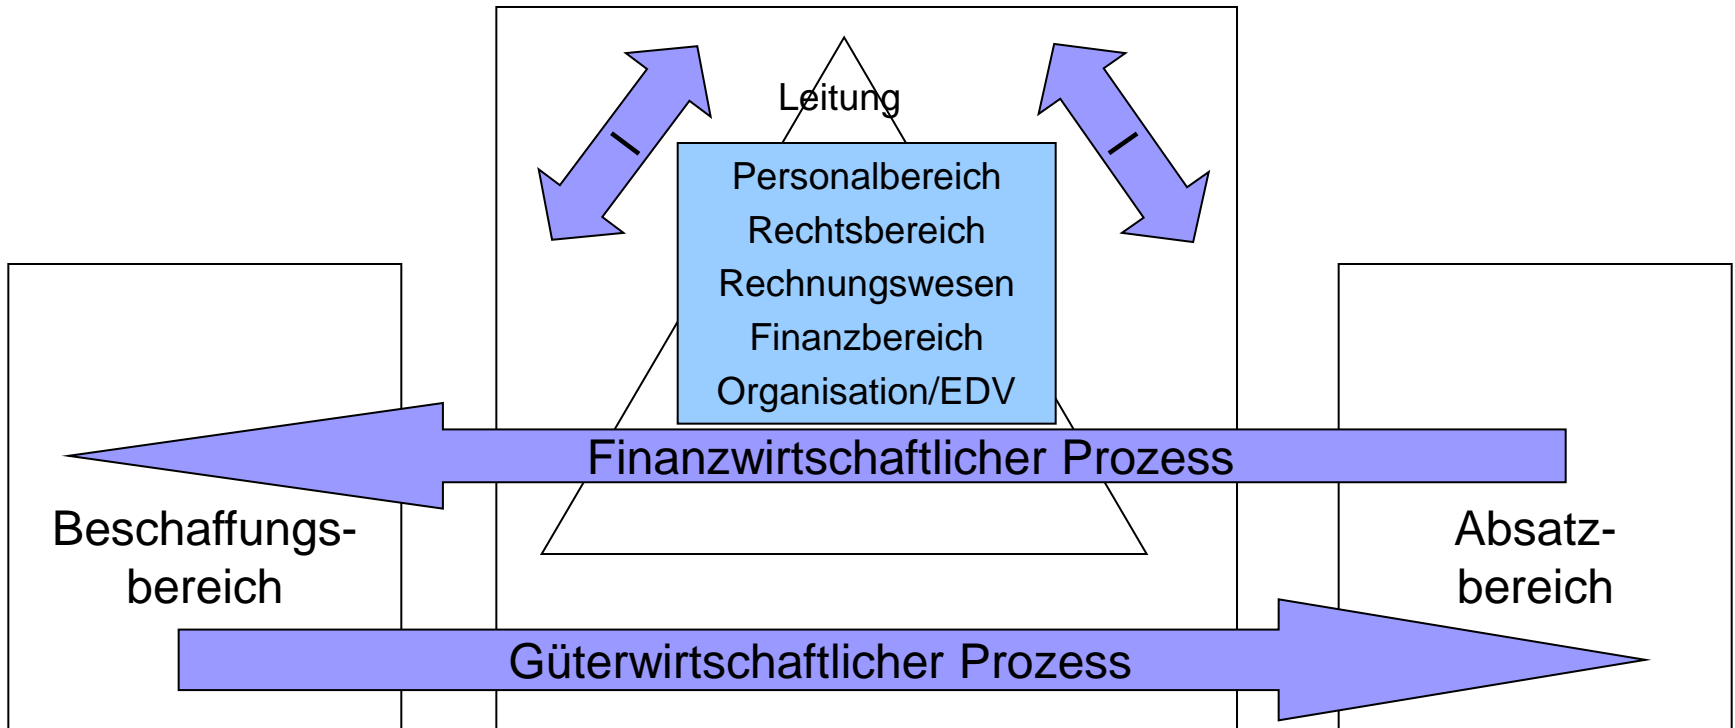 Leitung
Personalbereich
Rechtsbereich
Rechnungswesen
Finanzbereich
Organisation/EDV
Finanzwirtschaftlicher Prozess
Beschaffungs-
bereich
Absatz-
bereich
Güterwirtschaftlicher Prozess